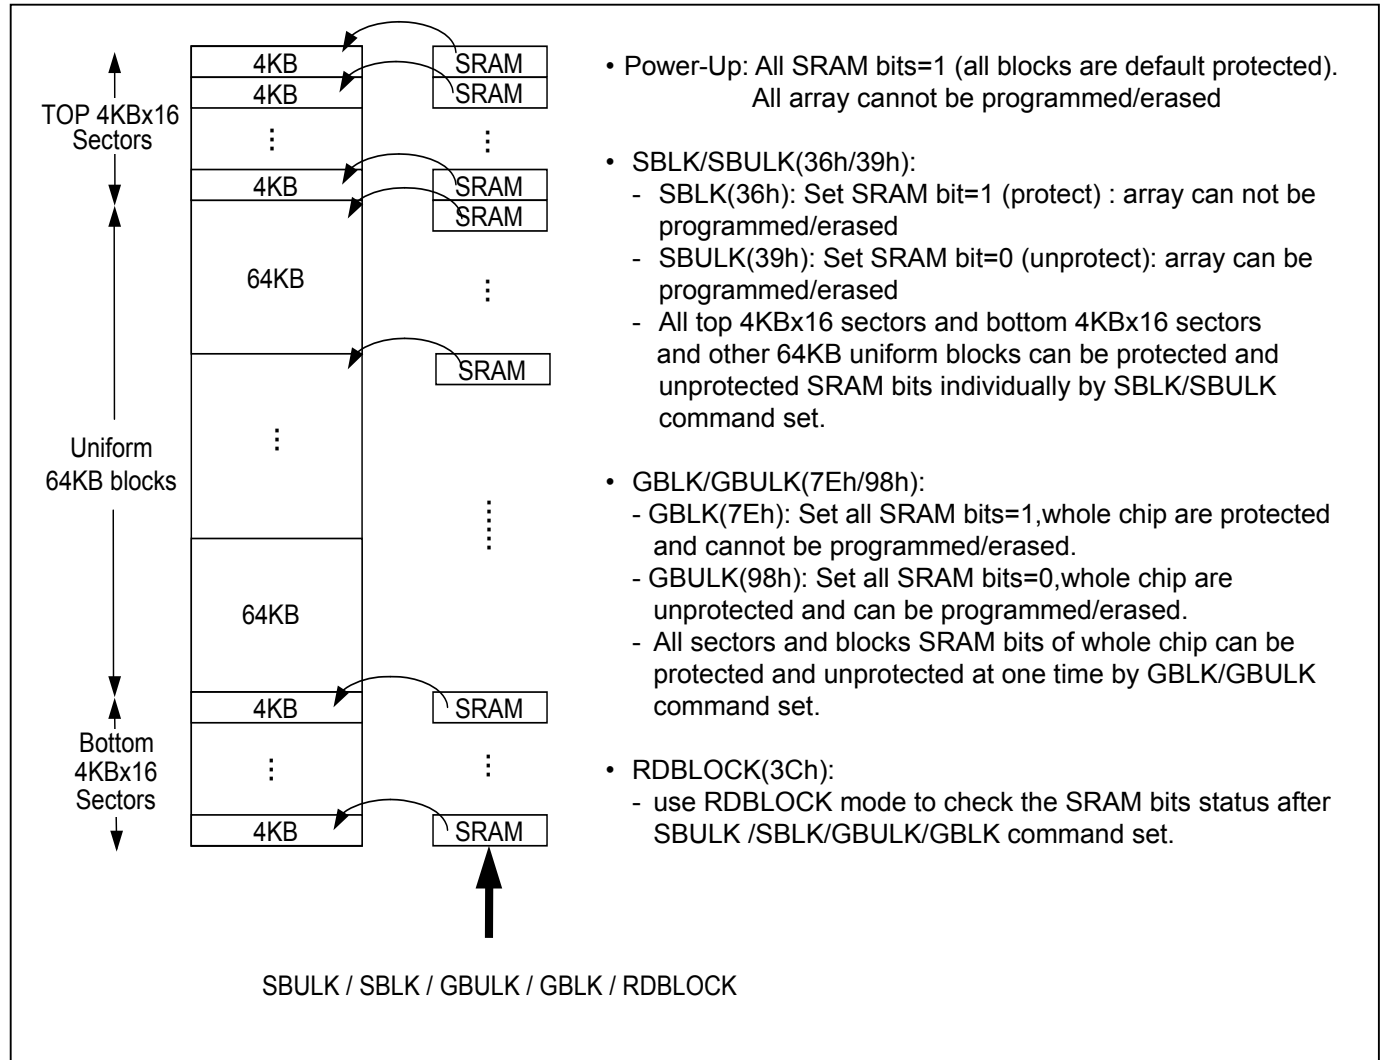 4KB
4KB
⋮
4KB
64KB
⋮
64KB
4KB
⋮
4KB
SRAM
SRAM
⋮
SRAM
SRAM
⋮
SRAM
SRAM
⋮
SRAM
TOP 4KBx16
Sectors
Uniform
64KB blocks
Bottom
4KBx16
Sectors
SBULK / SBLK / GBULK / GBLK / RDBLOCK
• Power-Up: All SRAM bits=1 (all blocks are default protected).
All array cannot be programmed/erased
• SBLK/SBULK(36h/39h):
- SBLK(36h): Set SRAM bit=1 (protect) : array can not be
programmed/erased
- SBULK(39h): Set SRAM bit=0 (unprotect): array can be
programmed/erased
- All top 4KBx16 sectors and bottom 4KBx16 sectors
and other 64KB uniform blocks can be protected and
unprotected SRAM bits individually by SBLK/SBULK
command set.
• GBLK/GBULK(7Eh/98h):
- GBLK(7Eh): Set all SRAM bits=1,whole chip are protected
and cannot be programmed/erased.
- GBULK(98h): Set all SRAM bits=0,whole chip are
unprotected and can be programmed/erased.
- All sectors and blocks SRAM bits of whole chip can be
protected and unprotected at one time by GBLK/GBULK
command set.
• RDBLOCK(3Ch):
- use RDBLOCK mode to check the SRAM bits status after
SBULK /SBLK/GBULK/GBLK command set.